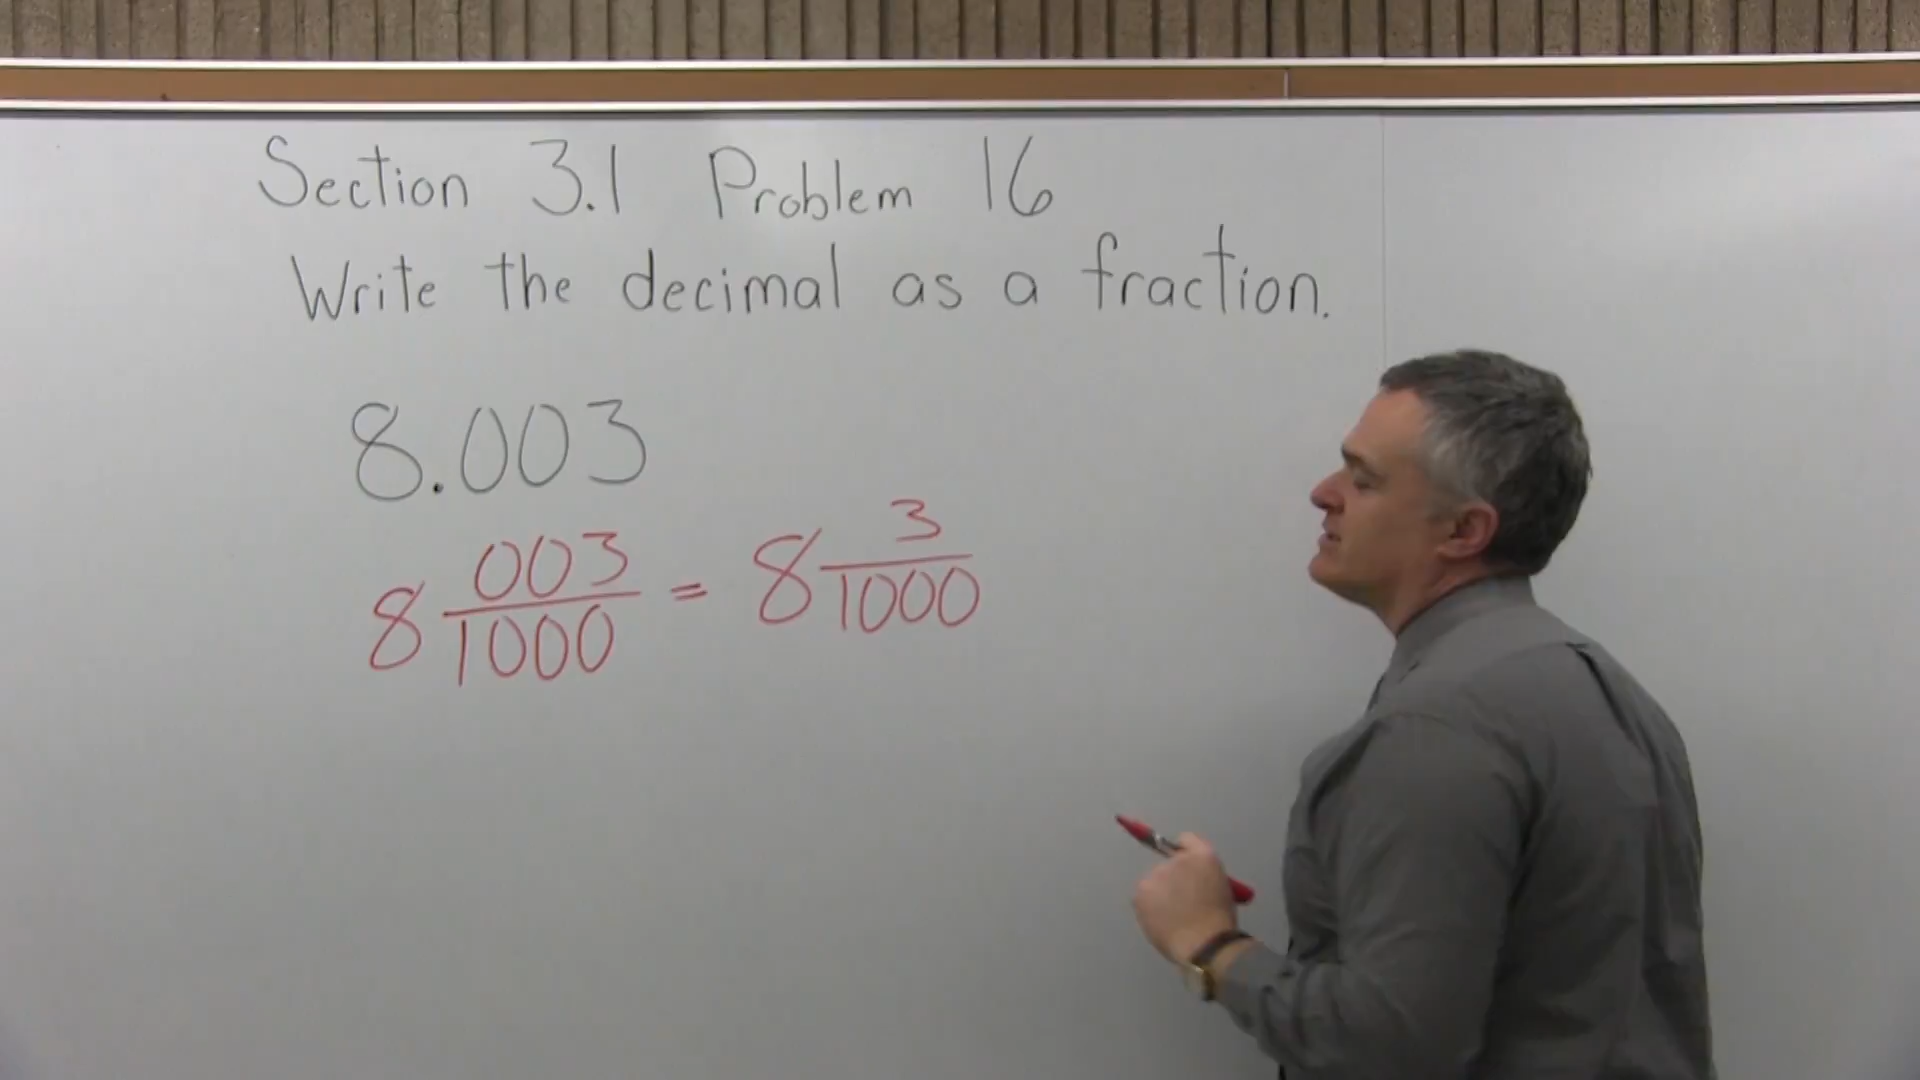 Section 3.1 Problem 16
Write the decimal as a fraction.
8.003
8 003/1000 = 8 3/1000